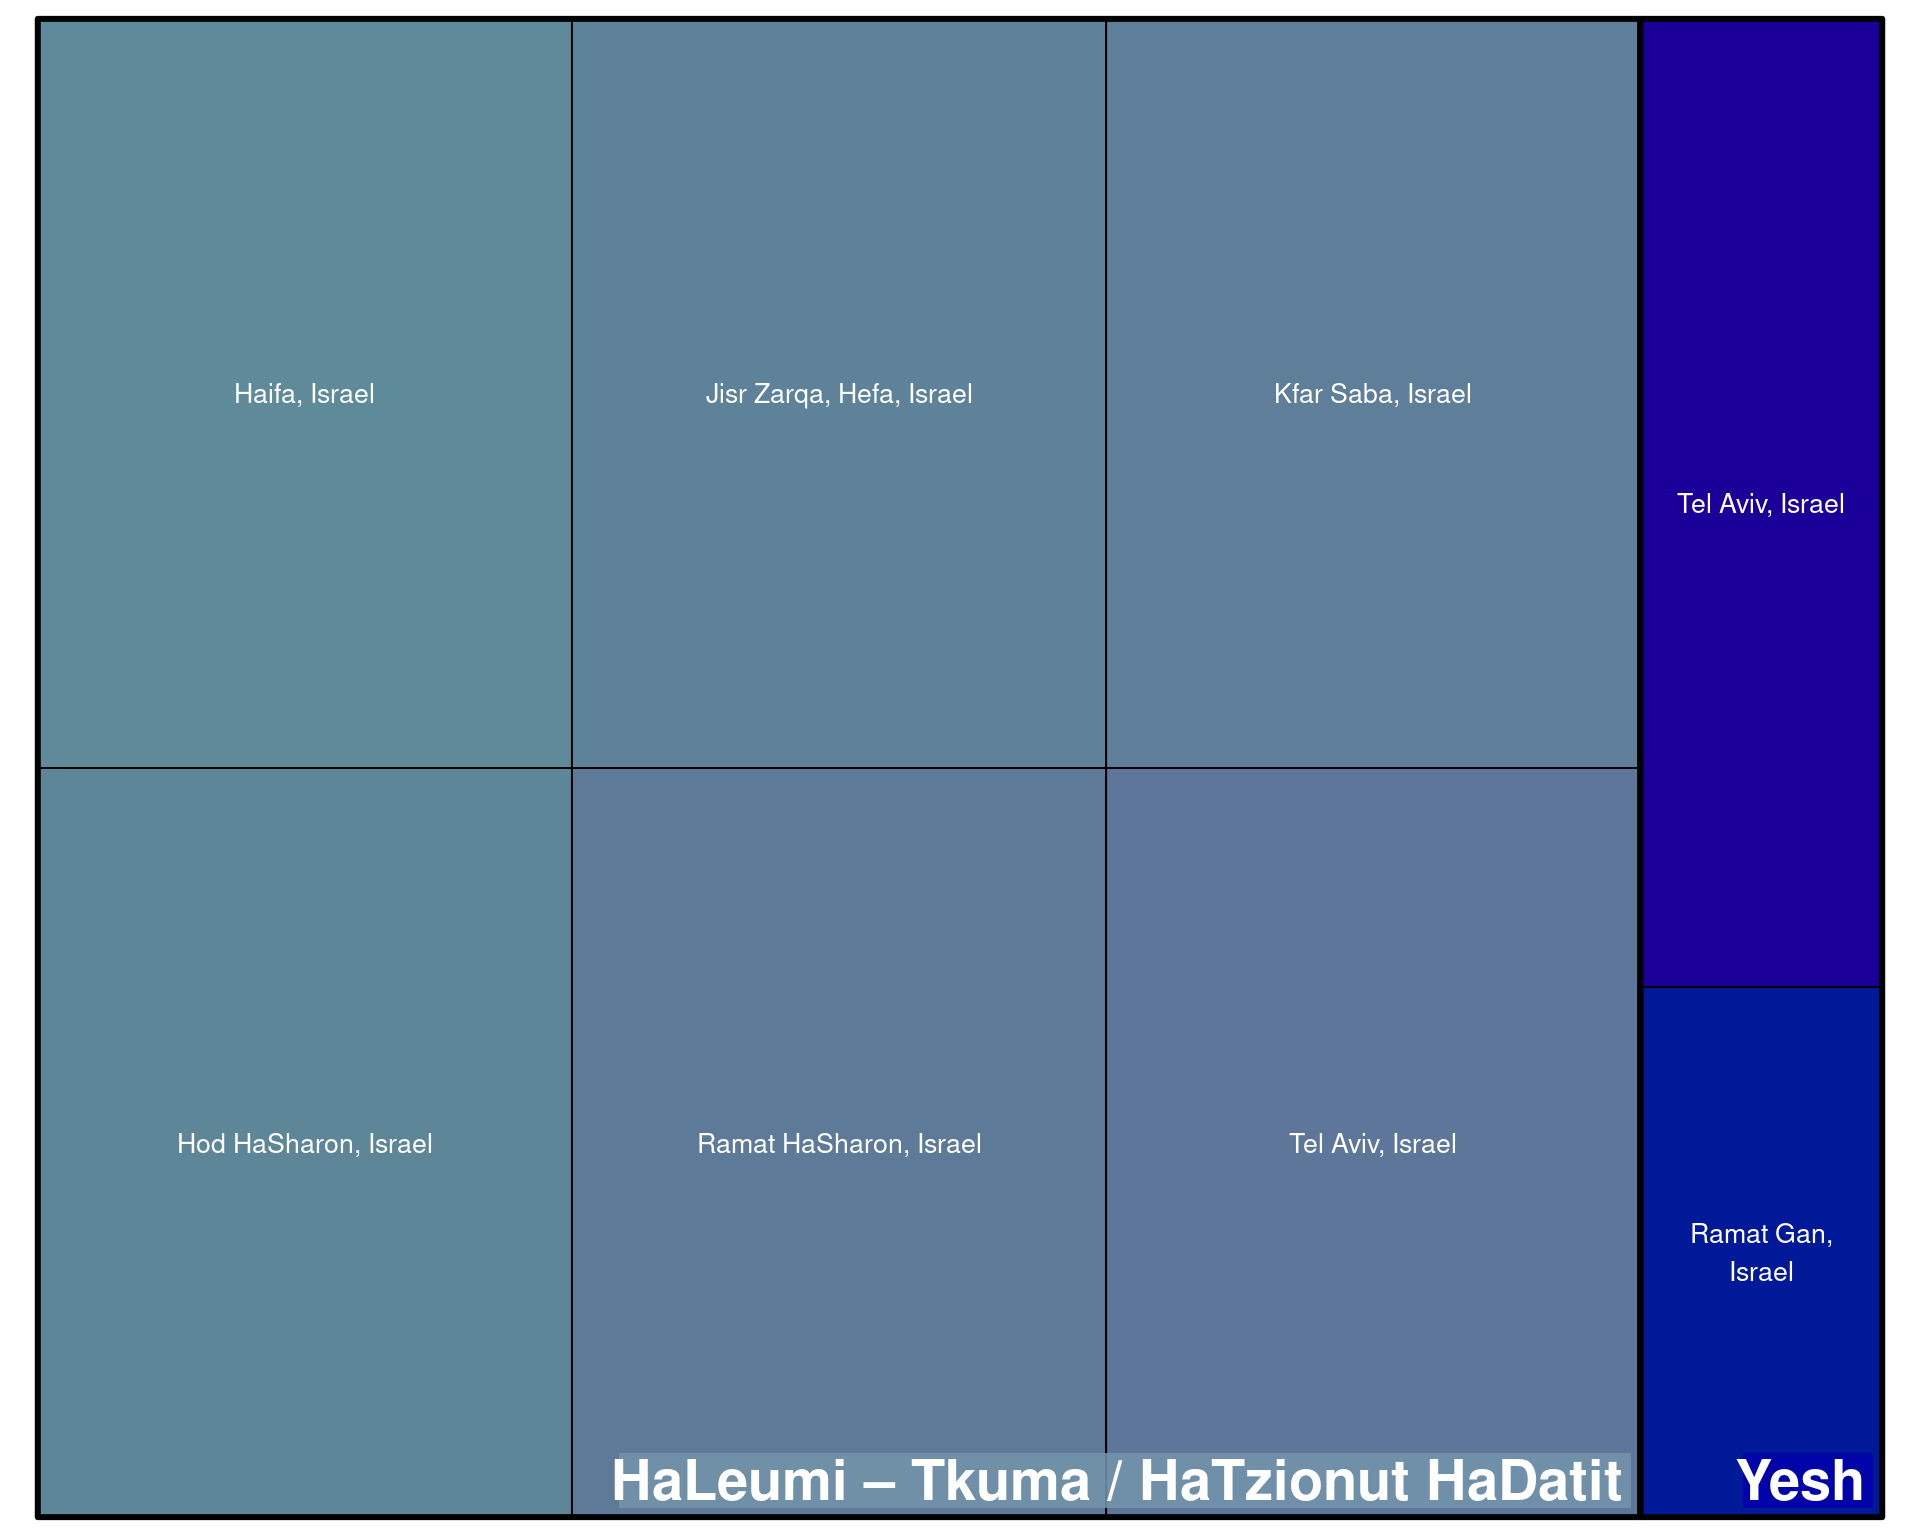 Haifa, Israel
Jisr Zarqa, Hefa, Israel
Kfar Saba, Israel
Tel Aviv, Israel
Hod HaSharon, Israel
Ramat HaSharon, Israel
Tel Aviv, Israel
Ramat Gan,
Israel
HaLeumi – Tkuma / HaTzionut HaDatit
Yesh